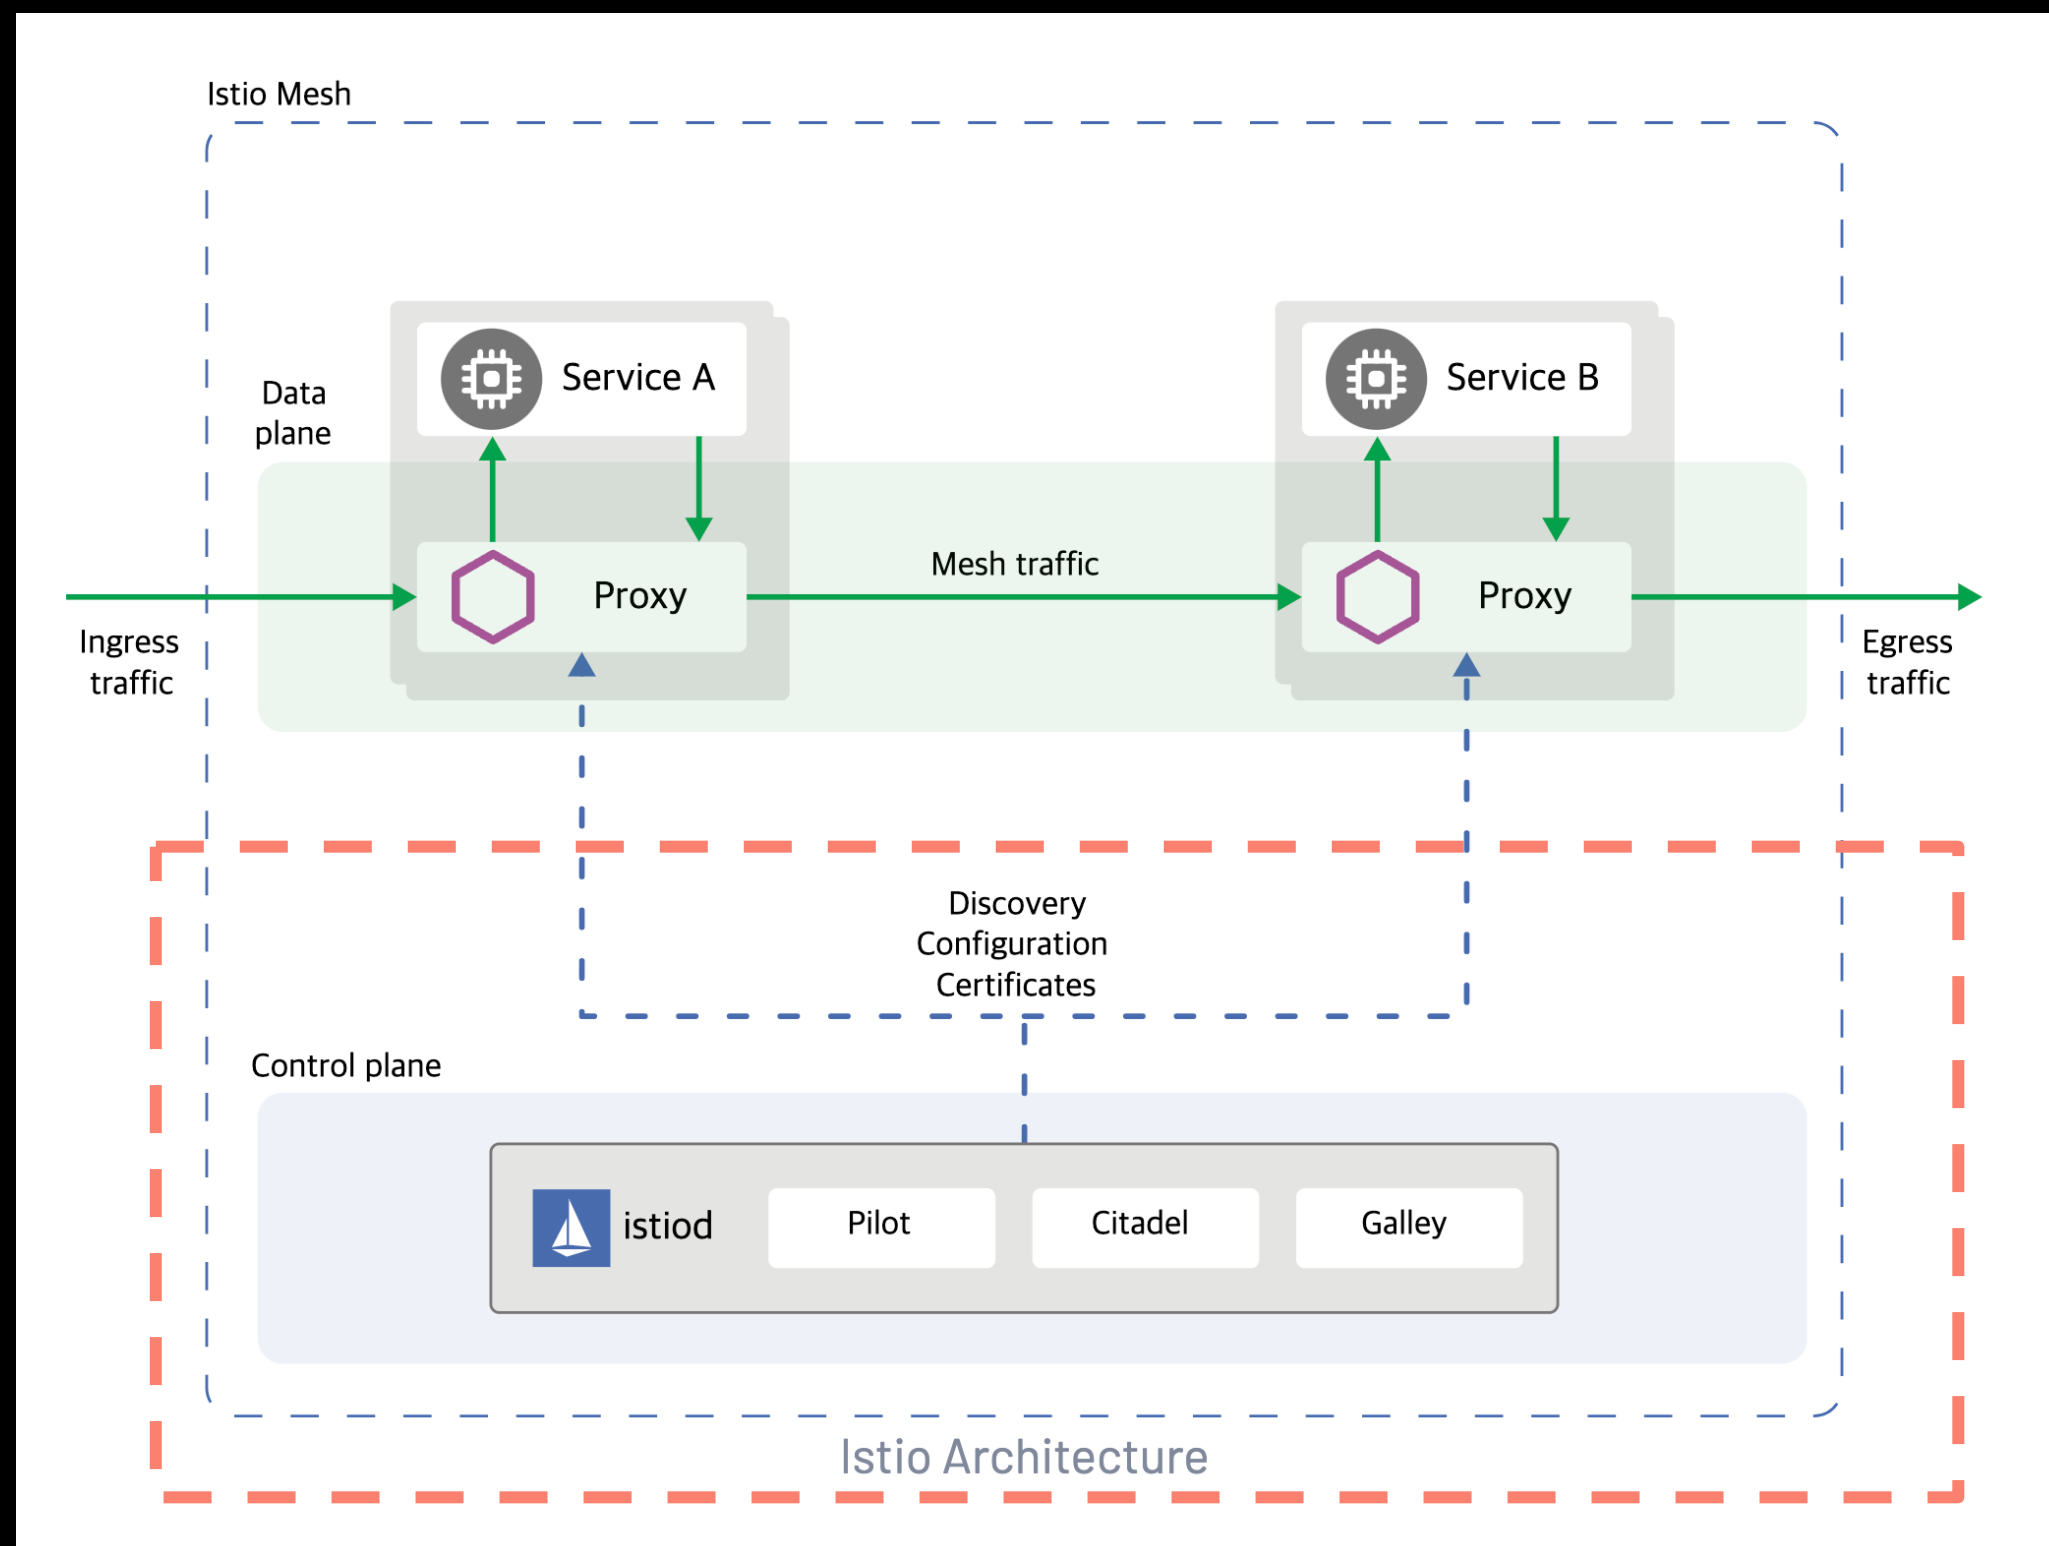 Istio Mesh
Service A
Service B
Data
plane
Mesh traffic
Proxy
Proxy
Ingress
traffic
Egress
traffic
Discovery
Configuration
Certificates
Control plane
istiod
Pilot
Citadel
Galley
Istio Architecture